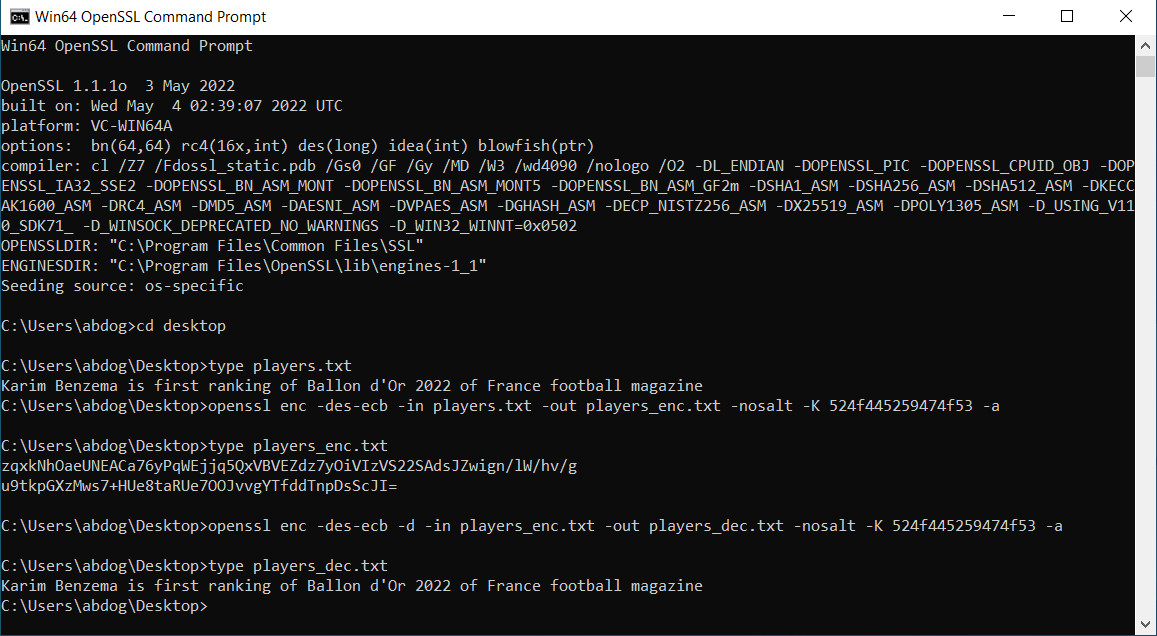 Win64 OpenSSL Command Prompt
Win64 OpenSSL Command Prompt
OpenSSL 1.1.1o  3 May 2022
built on: Wed May  4 02:39:07 2022 UTC
platform: VC-WIN64A
options:  bn(64,64) rc4(16x,int) des(long) idea(int) blowfish(ptr)
compiler: cl /Z7 /Fdossl_static.pdb /Gs0 /GF /Gy /MD /W3 /wd4090 /nologo /O2 -DL_ENDIAN -DOPENSSL_PIC -DOPENSSL_CPUID_OBJ -DOP
ENSSL_IA32_SSE2 -DOPENSSL_BN_ASM_MONT -DOPENSSL_BN_ASM_MONT5 -DOPENSSL_BN_ASM_GF2m -DSHA1_ASM -DSHA256_ASM -DSHA512_ASM -DKECC
AK1600_ASM -DRC4_ASM -DMD5_ASM -DAESNI_ASM -DVPAES_ASM -DGHASH_ASM -DECP_NISTZ256_ASM -DX25519_ASM -DPOLY1305_ASM -D_USING_V11
0_SDK71_ -D_WINSOCK_DEPRECATED_NO_WARNINGS -D_WIN32_WINNT=0x0502
OPENSSLDIR: "C:\Program Files\Common Files\SSL"
ENGINESDIR: "C:\Program Files\OpenSSL\lib\engines-1_1"
Seeding source: os-specific
C:\Users\abdog>cd desktop
C:\Users\abdog\Desktop>type players.txt
Karim Benzema is first ranking of Ballon d'Or 2022 of France football magazine
C:\Users\abdog\Desktop>openssl enc -des-ecb -in players.txt -out players_enc.txt -nosalt -K 524f445259474f53 -a
C:\Users\abdog\Desktop>type players_enc.txt
zqxkNhOaeUNEACa76yPqWEjjq5QxVBVEZdz7yOiVIzVS22SAdsJZwign/lW/hv/g
u9tkpGXzMws7+HUe8taRUe7OOJvvgYTfddTnpDsScJI=
C:\Users\abdog\Desktop>openssl enc -des-ecb -d -in players_enc.txt -out players_dec.txt -nosalt -K 524f445259474f53 -a
C:\Users\abdog\Desktop>type players_dec.txt
Karim Benzema is first ranking of Ballon d'Or 2022 of France football magazine
C:\Users\abdog\Desktop>